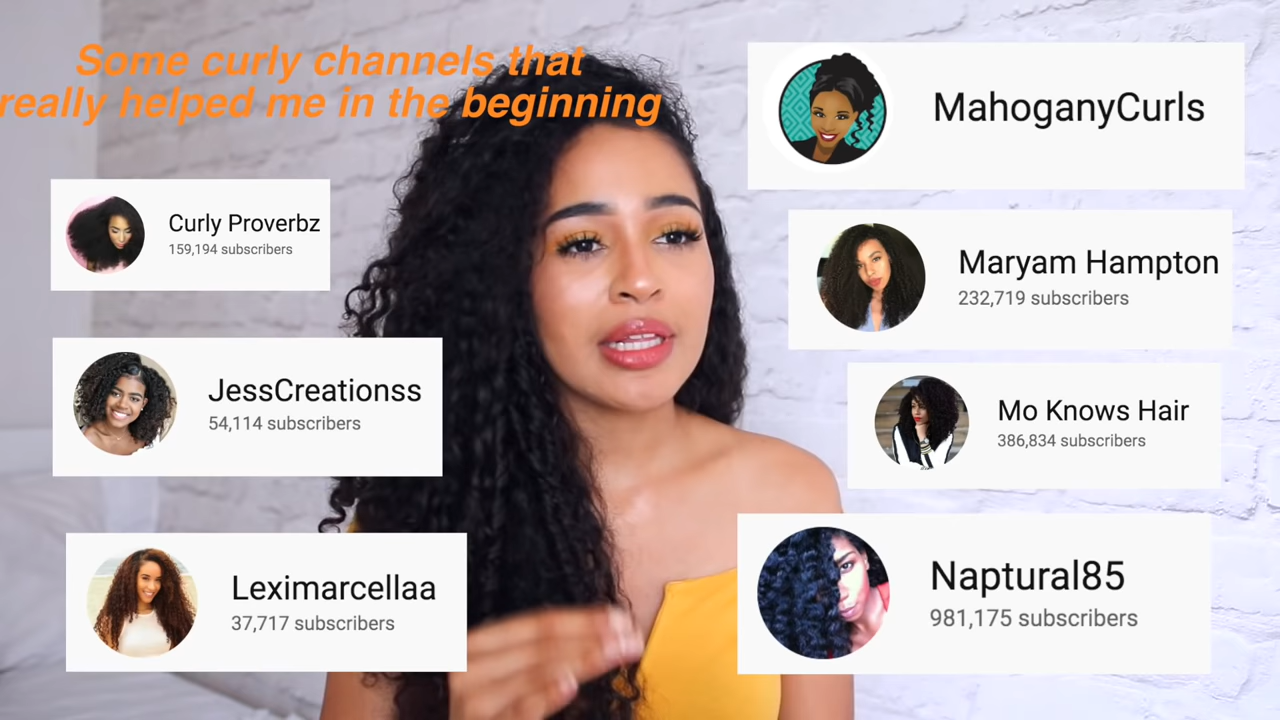 Some curly channels that
really helped me in the beginning
Curly Proverbz
159,194 subscribers
JessCreationss
54,114 subscribers
Leximarcellaa
37,717 subscribers
MahoganyCurls
Maryam Hampton
232,719 subscribers
Mo Knows Hair
386,834 subscribers
Naptural85
981,175 subscribers